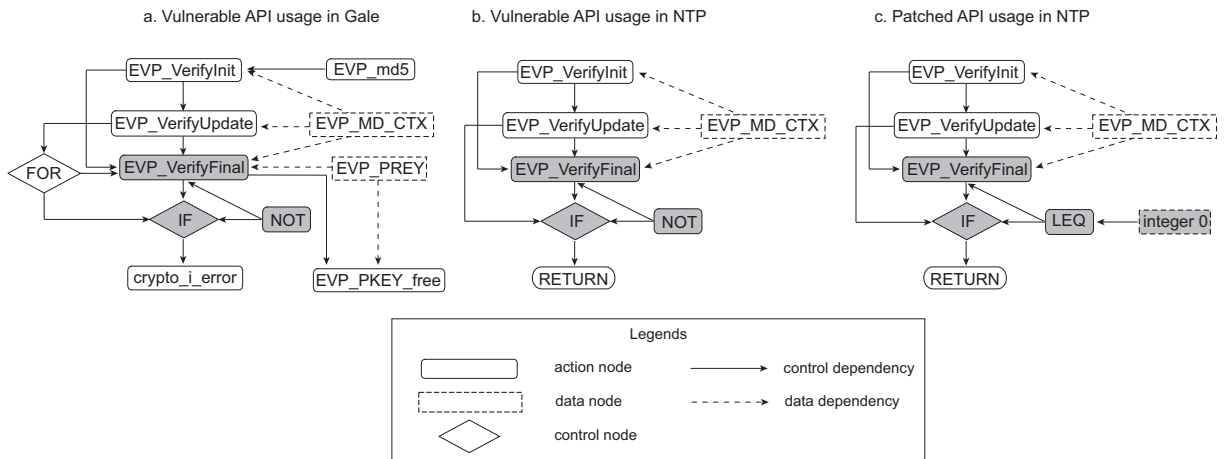 a. Vulnerable API usage in Gale
b. Vulnerable API usage in NTP
c. Patched API usage in NTP
EVP_VerifyInit
EVP_md5
EVP_VerifyUpdate
EVP_MD_CTX
FOR
EVP_VerifyFinal
EVP_PREY
IF
NOT
crypto_i_error
EVP_PKEY_free
EVP_VerifyInit
EVP_VerifyUpdate
EVP_MD_CTX
EVP_VerifyFinal
IF
NOT
RETURN
EVP_VerifyInit
EVP_VerifyUpdate
EVP_MD_CTX
EVP_VerifyFinal
IF
LEQ
integer 0
RETURN
Legends
action node
control dependency
data node
data dependency
control node